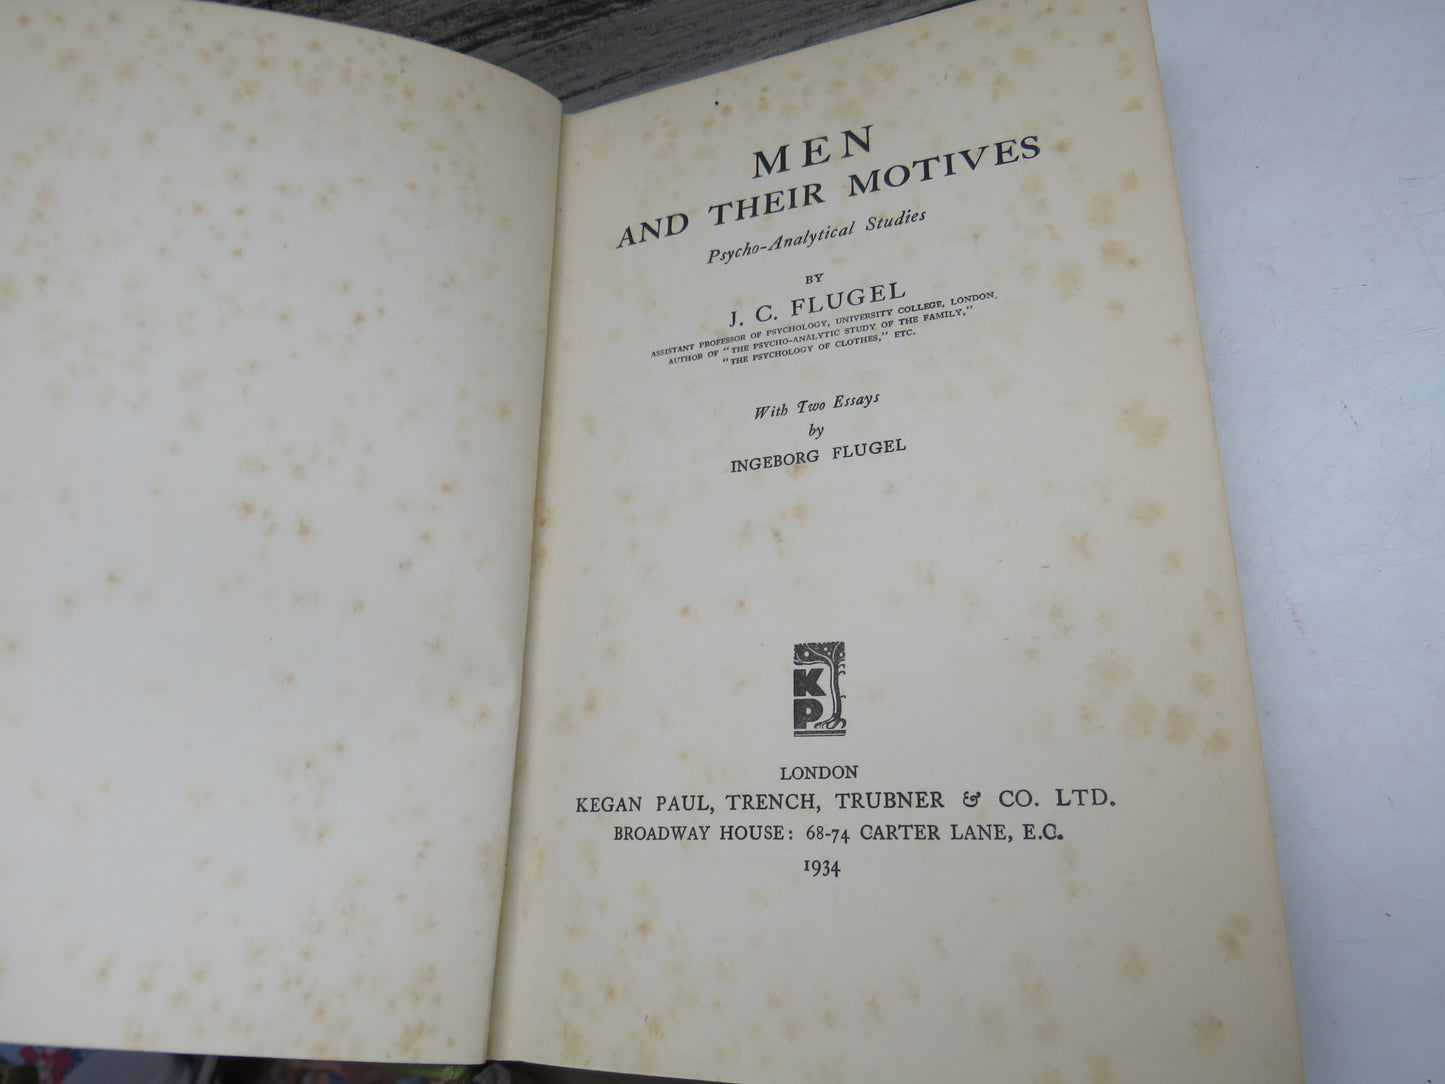 MEN
AND THEIR MOTIVES
Psycho-Analytical Studies
BY
J. C. FLUGEL
ASSISTANT PROFESSOR OF PSYCHOLOGY, UNIVERSITY COLLEGE, LONDON,
AUTHOR OF "THE PSYCHO-ANALYTIC STUDY OF THE FAMILY,"
"THE PSYCHOLOGY OF CLOTHES," ETC.
With Two Essays
by
INGEBORG FLUGEL
K
P
LONDON
KEGAN PAUL, TRENCH, TRUBNER & CO. LTD.
BROADWAY HOUSE: 68-74 CARTER LANE, E.C.
1934